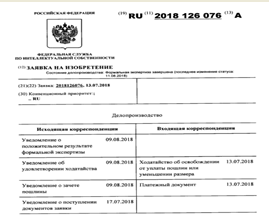 РОССИЙСКАЯ ФЕДЕРАЦИЯ
(19) RU (11) 2018 126 076 (13) A
ФЕДЕРАЛЬНАЯ СЛУЖБА
ПО ИНТЕЛЛЕКТУАЛЬНОЙ СОБСТВЕННОСТИ
(12) ЗАЯВКА НА ИЗОБРЕТЕНИЕ
Состояние делопроизводства: Формальная экспертиза завершена (последнее изменение статуса
11.08.2018)
(21)(22) Заявка: 2018126076, 13.07.2018
(30) Конвенционный приоритет:
, RU
Делопроизводство
Исходящая корреспонденция Входящая корреспонденция
Уведомление о положительном результате формальной экспертизы 09.08.2018
Уведомление об удовлетворении ходатайства 09.08.2018 Ходатайство об освобождении от уплаты пошлины или уменьшении размера 13.07.2018
Уведомление о зачете пошлины 09.08.2018 Платежный документ 13.07.2018
Уведомление о поступлении документов заявки 17.07.2018